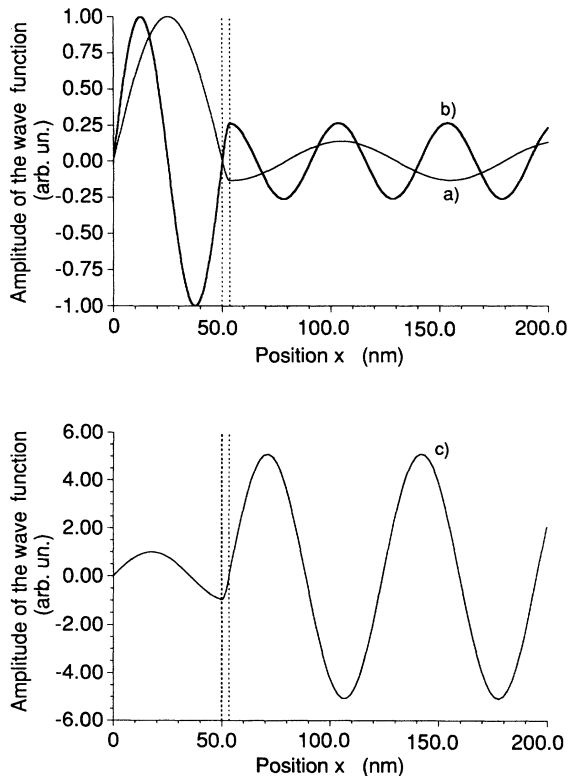 Amplitude of the wave function
(arb. un.)
1.00
0.75
0.50
0.25
0.00
-0.25
-0.50
-0.75
-1.00
b)
a)
0
50.0
100.0
150.0
200.0
Position x (nm)
Amplitude of the wave function
(arb. un.)
6.00
4.00
2.00
0.00
-2.00
-4.00
-6.00
c)
0
50.0
100.0
150.0
200.0
Position x (nm)